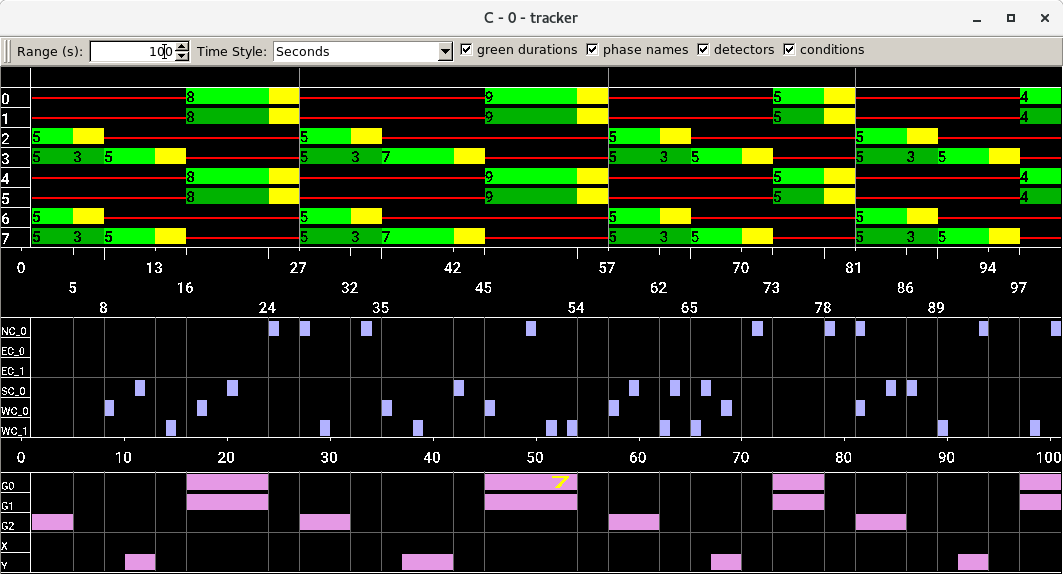 C - 0 - tracker
Range (s): 100 Time Style: Seconds green durations phase names detectors conditions
0 8 9 5 4
1 8 9 5 4
2 5 5 5 5
3 5 3 5 5 3 7 5 3 5 5 3 5
4 8 9 5 4
5 8 9 5 4
6 5 5 5 5
7 5 3 5 5 3 7 5 3 5 5 3 5
0 13 27 42 57 70 81 94
5 16 32 45 62 73 86 97
8 24 35 54 65 78 89
NC_0
EC_0
EC_1
SC_0
WC_0
WC_1
0 10 20 30 40 50 60 70 80 90 100
G0 7
G1
G2
X
Y